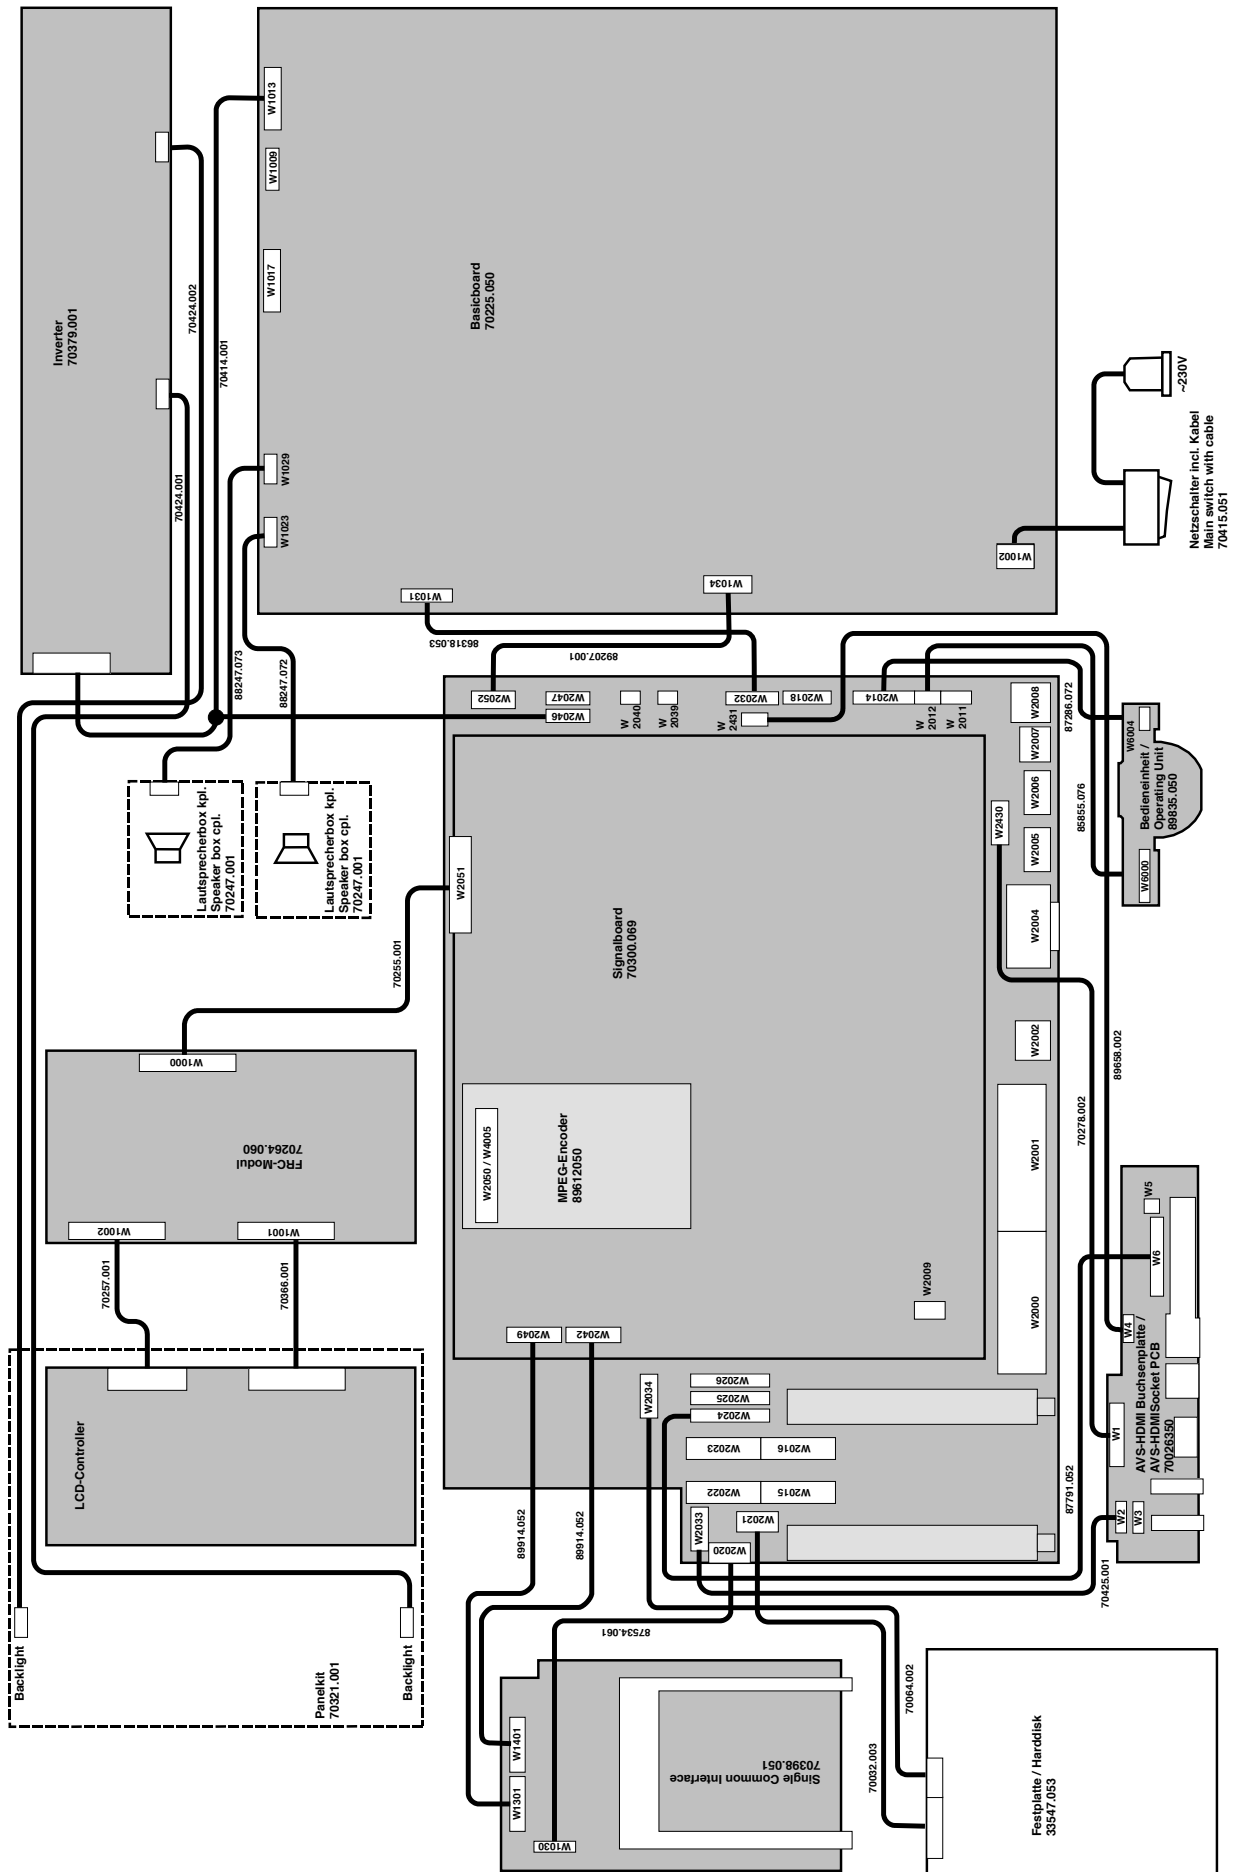 Inverter
70379.001
70424.002
70414.001
70424.001
W1013
W1009
W1017
W1029
W1023
Basicboard
70225.050
W1031
W1034
W1002
~230V
Netzschalter incl. Kabel
Main switch with cable
70415.051
88247.073
88247.072
86318.053
89207.001
Lautsprecherbox kpl.
Speaker box cpl.
70247.001
Lautsprecherbox kpl.
Speaker box cpl.
70247.001
W2052
W2047
W2046
W
2040
W
2039
W2032
W
2431
W2018
W2014
W
2012
W
2011
W2008
W2007
W2006
W2005
W2004
W2430
W2002
W2001
W2000
W2051
Signalboard
70300.069
MPEG-Encoder
89612050
W2050 / W4005
W2009
W2049
W2042
W2034
W2026
W2025
W2024
W2023
W2016
W2022
W2015
W2033
W2021
W2020
87286.072
85855.076
W6004
W6000
Bedieneinheit /
Operating Unit
89835.050
89658.002
70278.002
87791.052
70425.001
W5
W6
W4
W1
W2
W3
AVS-HDMI Buchsenplatte /
AVS-HDMISocket PCB
70026350
70255.001
W1000
FRC-Modul
70264.060
W1002
W1001
70257.001
70366.001
LCD-Controller
Backlight
Backlight
Panelkit
70321.001
89914.052
89914.052
87534.061
W1401
W1301
W1030
Single Common Interface
70398.051
70064.002
70032.003
Festplatte / Harddisk
33547.053